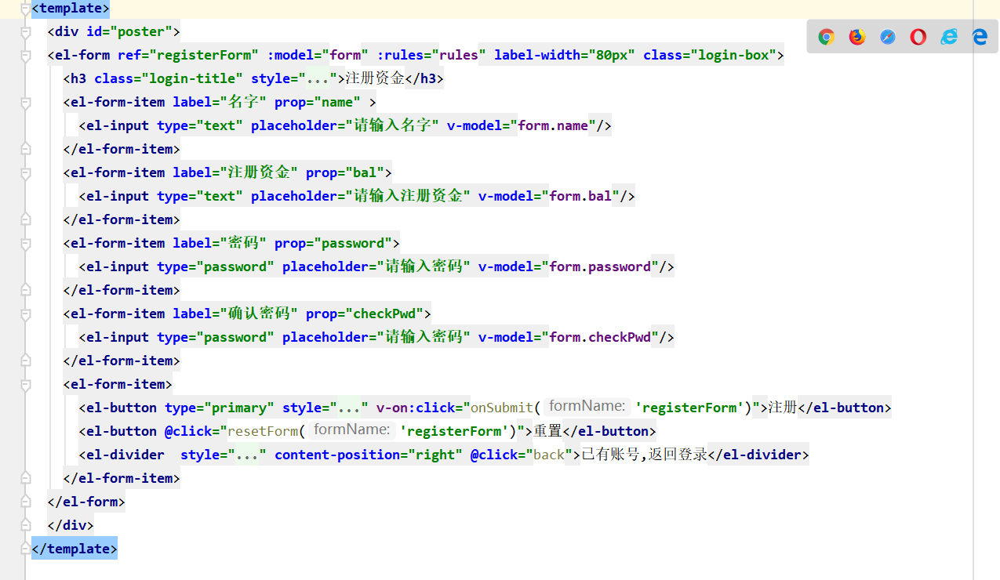 <template>
<div id="poster">
<el-form ref="registerForm" :model="form" :rules="rules" label-width="80px" class="login-box">
<h3 class="login-title" style="...">注册资金</h3>
<el-form-item label="名字" prop="name" >
<el-input type="text" placeholder="请输入名字" v-model="form.name"/>
</el-form-item>
<el-form-item label="注册资金" prop="bal">
<el-input type="text" placeholder="请输入注册资金" v-model="form.bal"/>
</el-form-item>
<el-form-item label="密码" prop="password">
<el-input type="password" placeholder="请输入密码" v-model="form.password"/>
</el-form-item>
<el-form-item label="确认密码" prop="checkPwd">
<el-input type="password" placeholder="请输入密码" v-model="form.checkPwd"/>
</el-form-item>
<el-form-item>
<el-button type="primary" style="..." v-on:click="onSubmit( formName: 'registerForm')">注册</el-button>
<el-button @click="resetForm( formName: 'registerForm')">重置</el-button>
<el-divider  style="..." content-position="right" @click="back">已有账号,返回登录</el-divider>
</el-form-item>
</el-form>
</div>
</template>